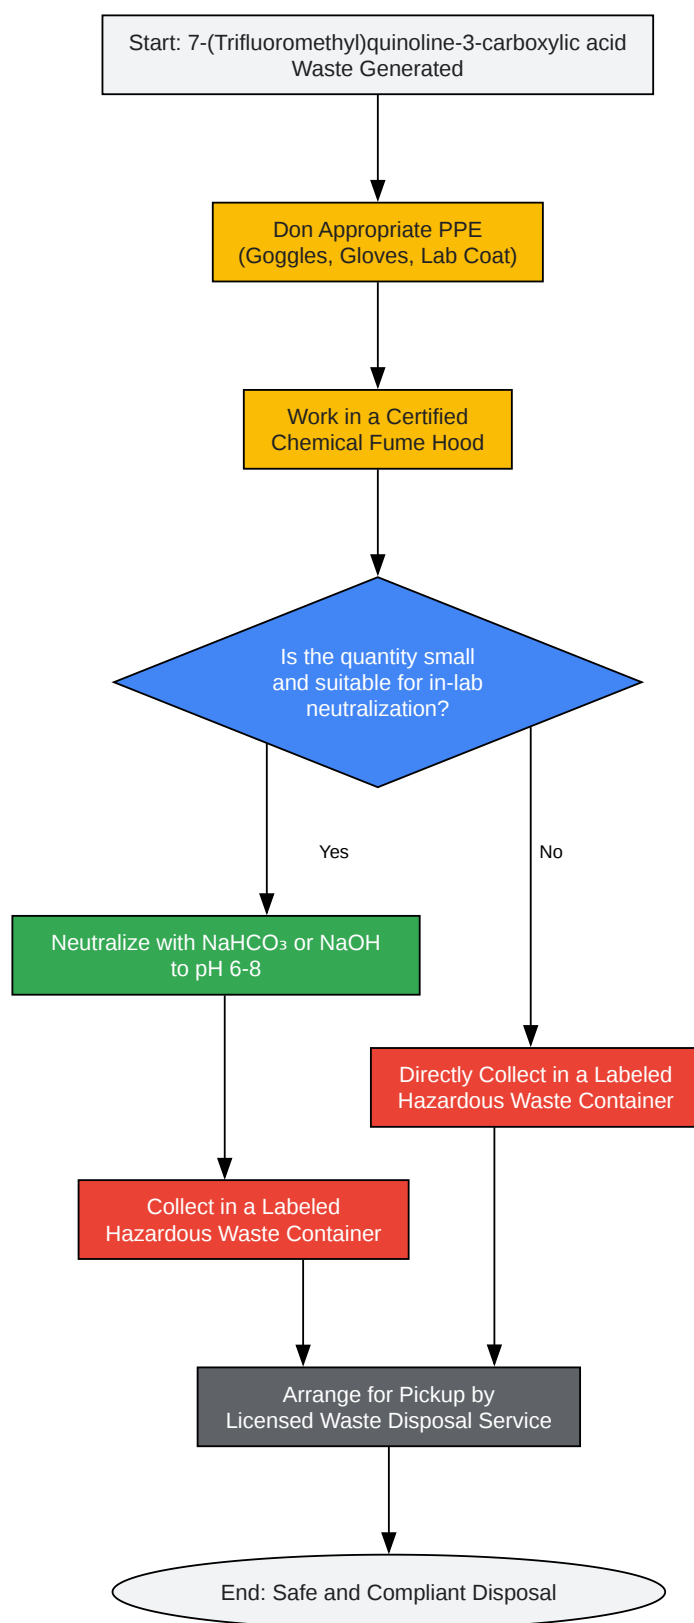 Start: 7-(Trifluoromethyl)quinoline-3-carboxylic acid
Waste Generated
Don Appropriate PPE
(Goggles, Gloves, Lab Coat)
Work in a Certified
Chemical Fume Hood
Is the quantity small
and suitable for in-lab
neutralization?
Yes
No
Neutralize with NaHCO₃ or NaOH
to pH 6-8
Directly Collect in a Labeled
Hazardous Waste Container
Collect in a Labeled
Hazardous Waste Container
Arrange for Pickup by
Licensed Waste Disposal Service
End: Safe and Compliant Disposal